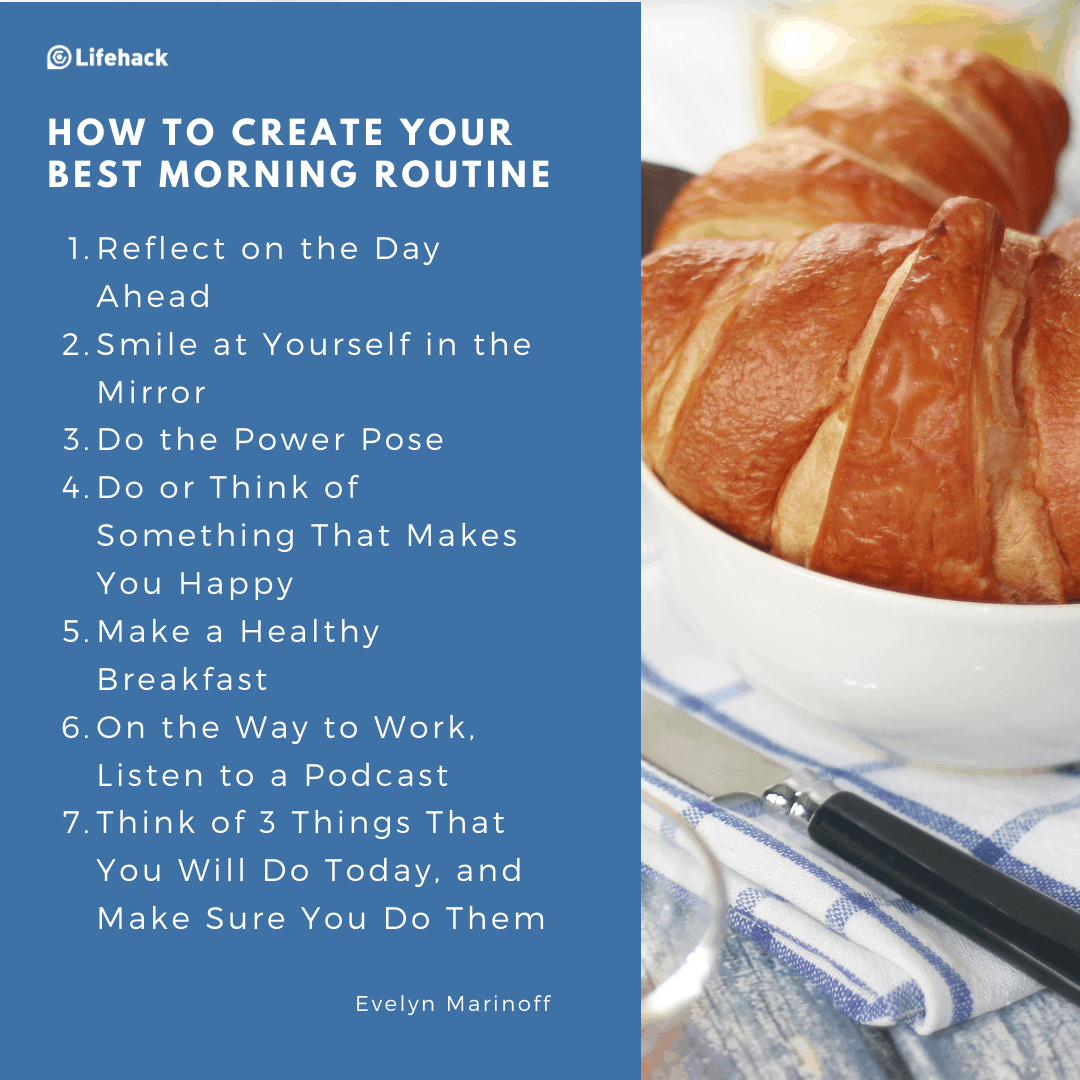 Lifehack
HOW TO CREATE YOUR
BEST MORNING ROUTINE
1. Reflect on the Day
Ahead
2. Smile at Yourself in the
Mirror
3. Do the Power Pose
4. Do or Think of
Something That Makes
You Happy
5. Make a Healthy
Breakfast
6. On the Way to Work,
Listen to a Podcast
7. Think of 3 Things That
You Will Do Today, and
Make Sure You Do Them
Evelyn Marinoff